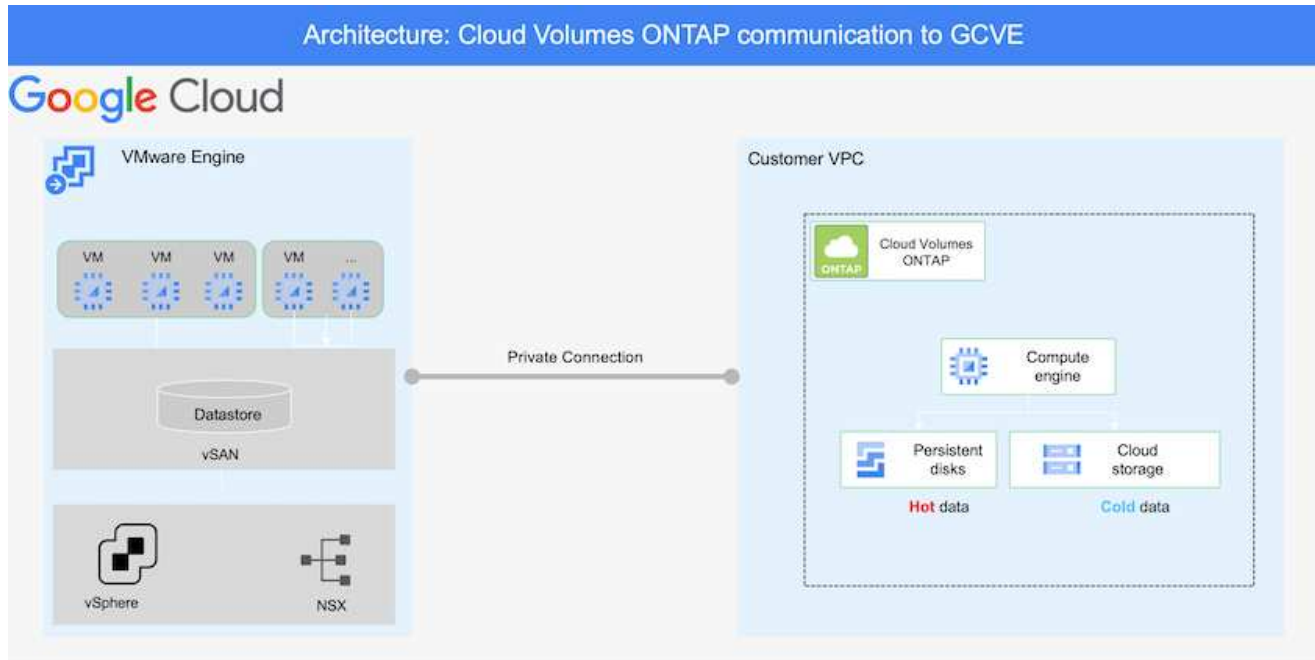 Architecture: Cloud Volumes ONTAP communication to GCVE
Google Cloud
VMware Engine
VM VM VM VM ...
Datastore
vSAN
vSphere
NSX
Private Connection
Customer VPC
ONTAP
Cloud Volumes
ONTAP
Compute
engine
Persistent
disks
Cloud
storage
Hot data
Cold data